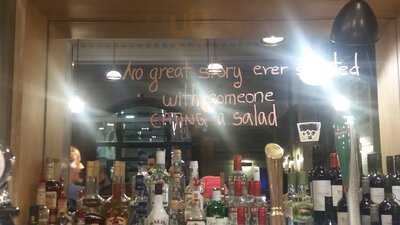 No great story ever started
with someone
eating a salad